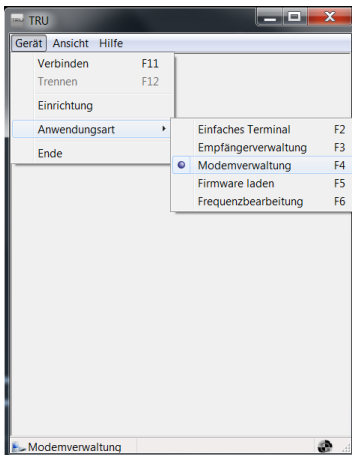 TRU
Gerät Ansicht Hilfe
Verbinden F11
Trennen F12
Einrichtung
Anwendungsart
Ende
Einfaches Terminal F2
Empfängerverwaltung F3
Modemverwaltung F4
Firmware laden F5
Frequenzbearbeitung F6
Modemverwaltung